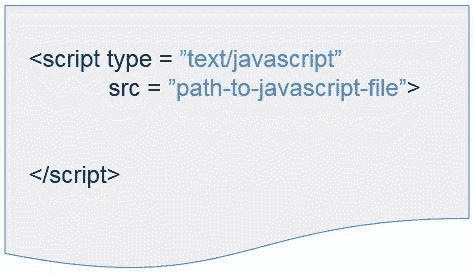 <script type = ”text/javascript”
src = ”path-to-javascript-file”>
</script>